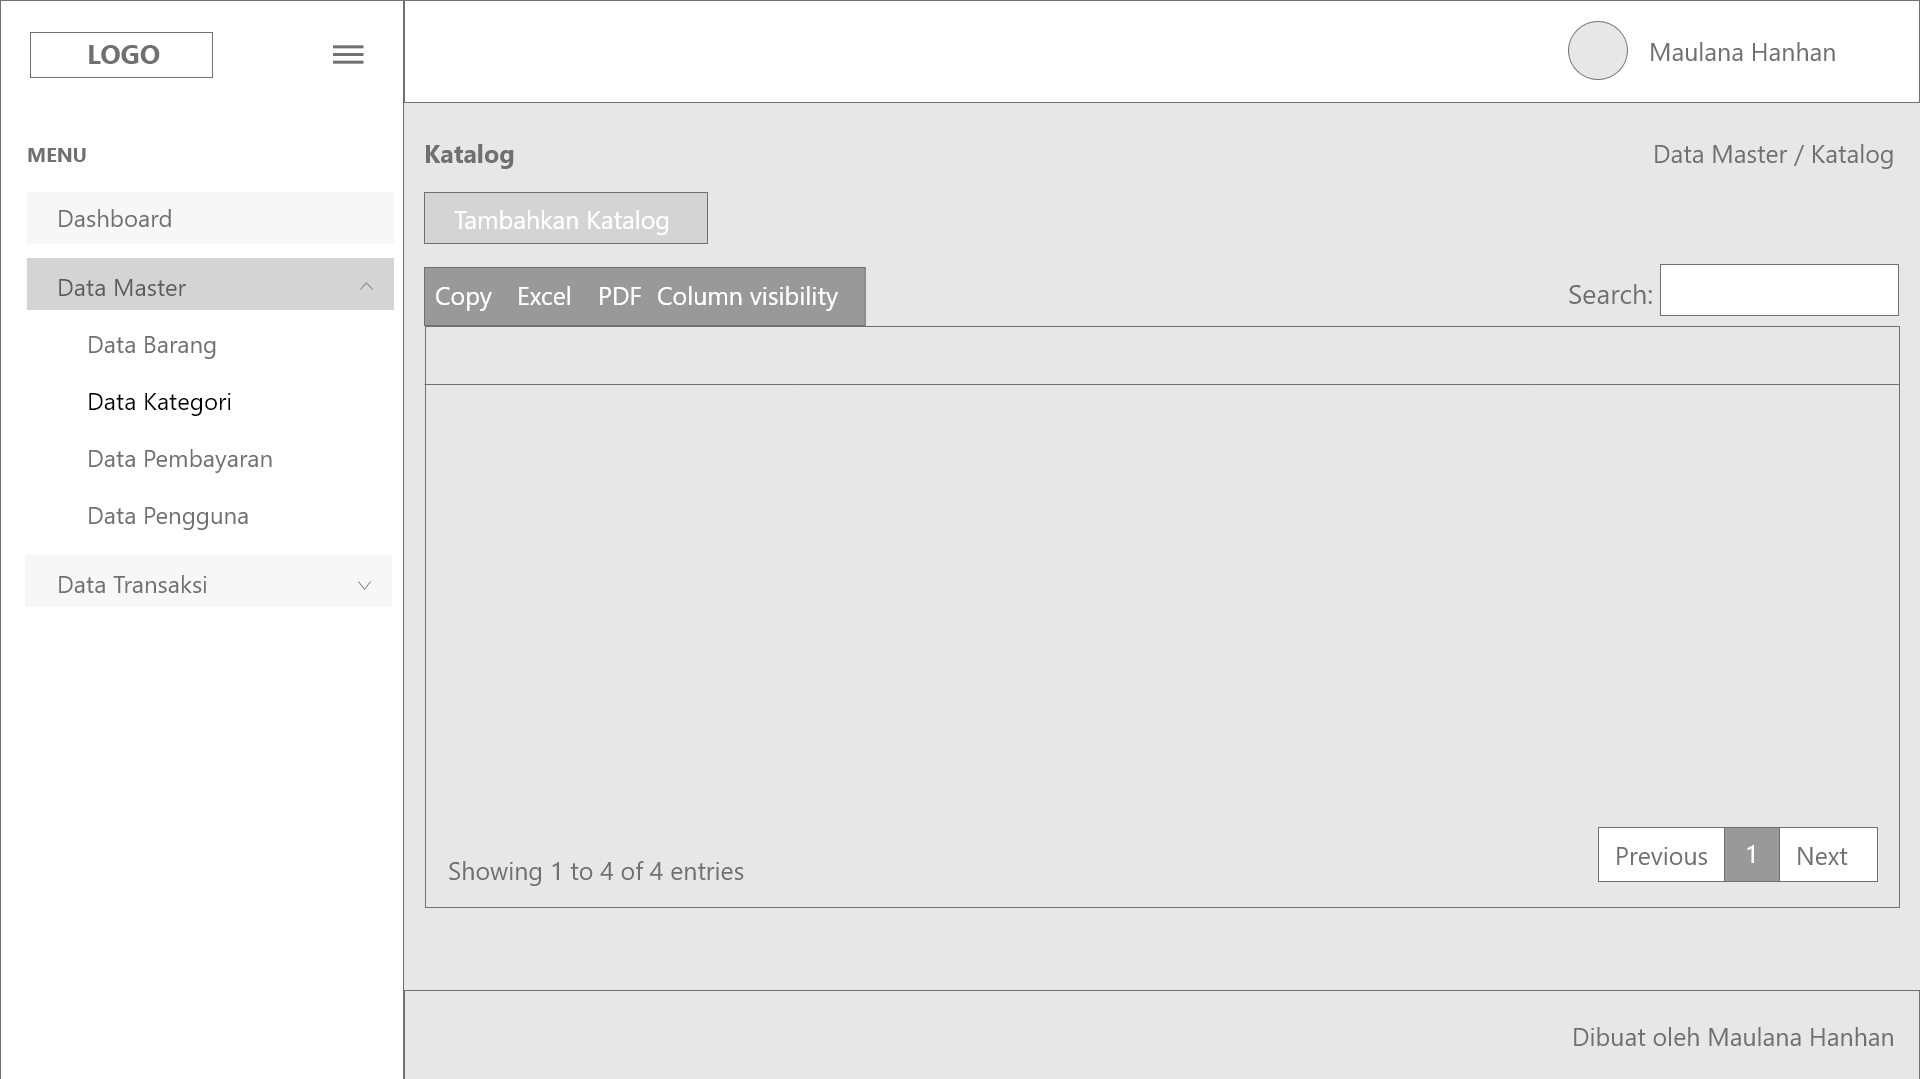 LOGO
Maulana Hanhan
MENU
Dashboard
Data Master
Data Barang
Data Kategori
Data Pembayaran
Data Pengguna
Data Transaksi
Katalog
Data Master / Katalog
Tambahkan Katalog
Copy Excel PDF Column visibility
Search:
Showing 1 to 4 of 4 entries
Previous 1 Next
Dibuat oleh Maulana Hanhan